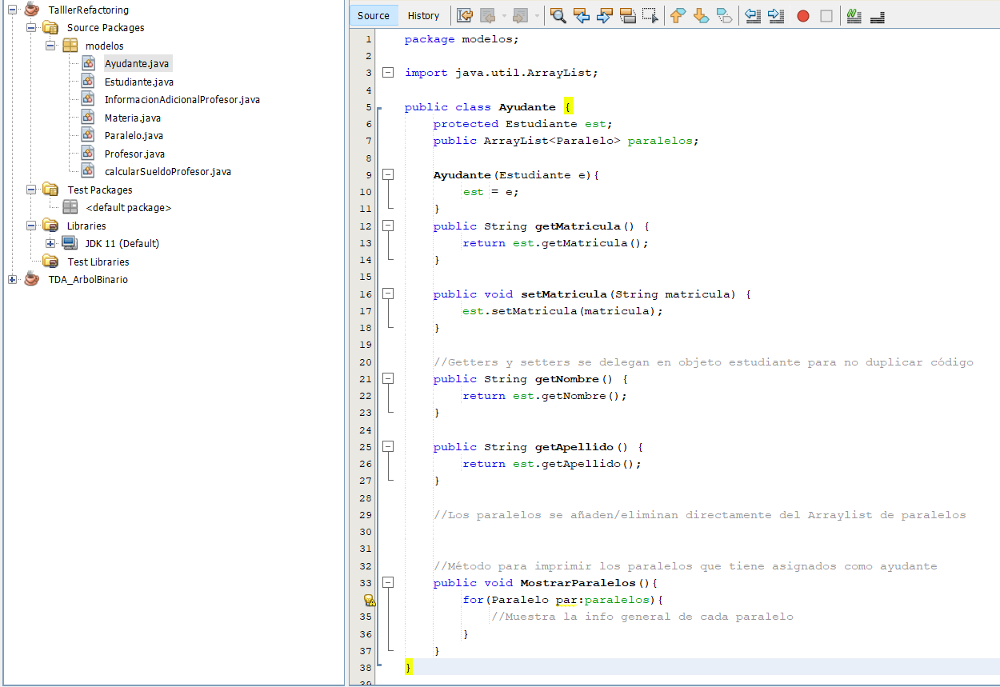 TalllerRefactoring
Source Packages
modelos
Ayudante.java
Estudiante.java
InformacionAdicionalProfesor.java
Materia.java
Paralelo.java
Profesor.java
calcularSueldoProfesor.java
Test Packages
<default package>
Libraries
JDK 11 (Default)
Test Libraries
TDA_ArbolBinario
Source History
1 package modelos;
2
3 import java.util.ArrayList;
4
5 public class Ayudante {
6 protected Estudiante est;
7 public ArrayList<Paralelo> paralelos;
8
9 Ayudante(Estudiante e){
10 est = e;
11 }
12 public String getMatricula() {
13 return est.getMatricula();
14 }
15
16 public void setMatricula(String matricula) {
17 est.setMatricula(matricula);
18 }
19
20 //Getters y setters se delegan en objeto estudiante para no duplicar código
21 public String getNombre() {
22 return est.getNombre();
23 }
24
25 public String getApellido() {
26 return est.getApellido();
27 }
28
29 //Los paralelos se añaden/eliminan directamente del Arraylist de paralelos
30
31
32 //Método para imprimir los paralelos que tiene asignados como ayudante
33 public void MostrarParalelos(){
for(Paralelo par:paralelos){
35 //Muestra la info general de cada paralelo
36 }
37 }
38 }
39